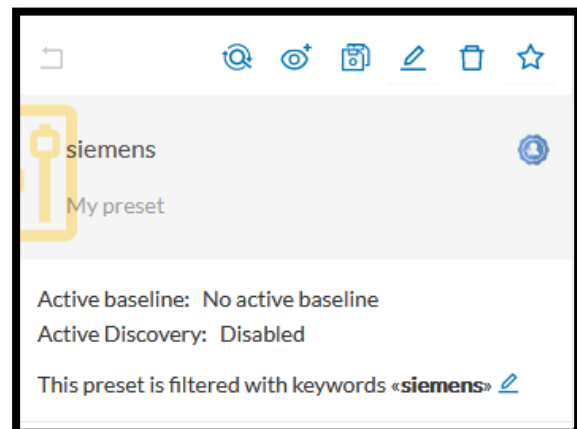 siemens
My preset
Active baseline: No active baseline
Active Discovery: Disabled
This preset is filtered with keywords «siemens»